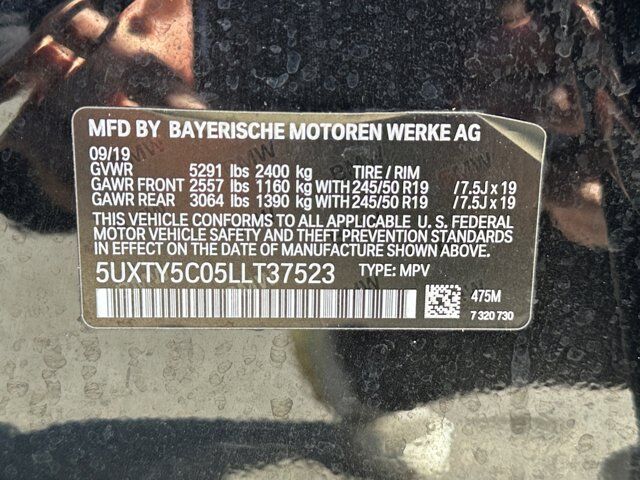 MFD BY BAYERISCHE MOTOREN WERKE AG
09/19
GVWR 5291 lbs 2400 kg TIRE / RIM
GAWR FRONT 2557 lbs 1160 kg WITH 245/50 R19 / 7.5J x 19
GAWR REAR 3064 lbs 1390 kg WITH 245/50 R19 / 7.5J x 19
THIS VEHICLE CONFORMS TO ALL APPLICABLE U. S. FEDERAL
MOTOR VEHICLE SAFETY AND THEFT PREVENTION STANDARDS
IN EFFECT ON THE DATE OF MANUFACTURE SHOWN ABOVE.
5UXTY5C05LLT37523 TYPE: MPV
475M
7 320 730